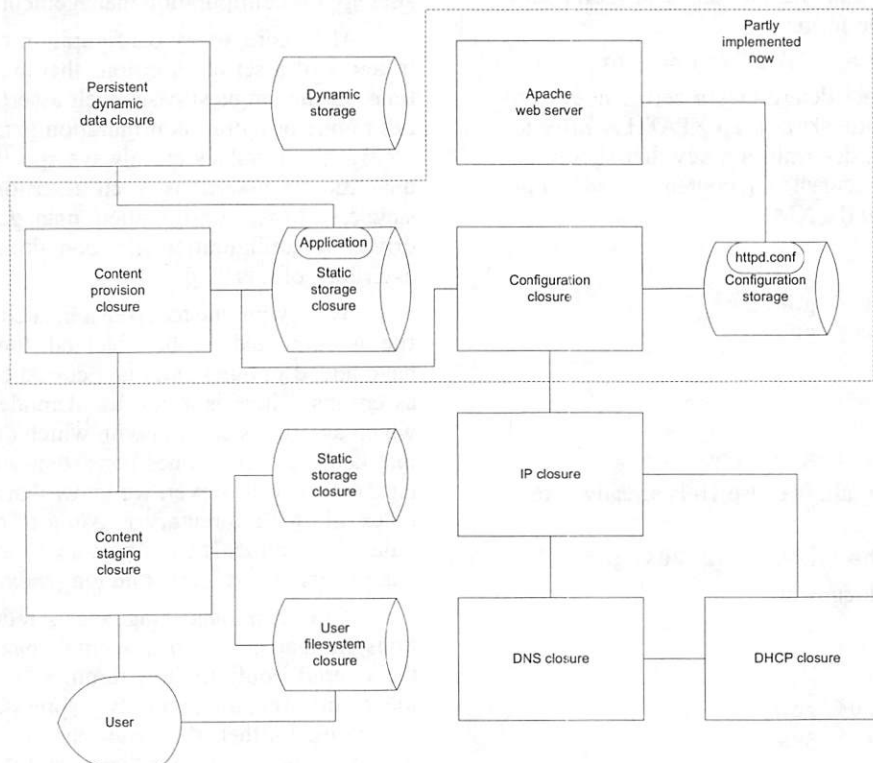 Partly
implemented
now
Persistent
dynamic
data closure
Dynamic
storage
Apache
web server
Application
httpd.conf
Content
provision
closure
Static
storage
closure
Configuration
closure
Configuration
storage
Static
storage
closure
IP closure
Content
staging
closure
User
filesystem
closure
DNS closure
DHCP closure
User